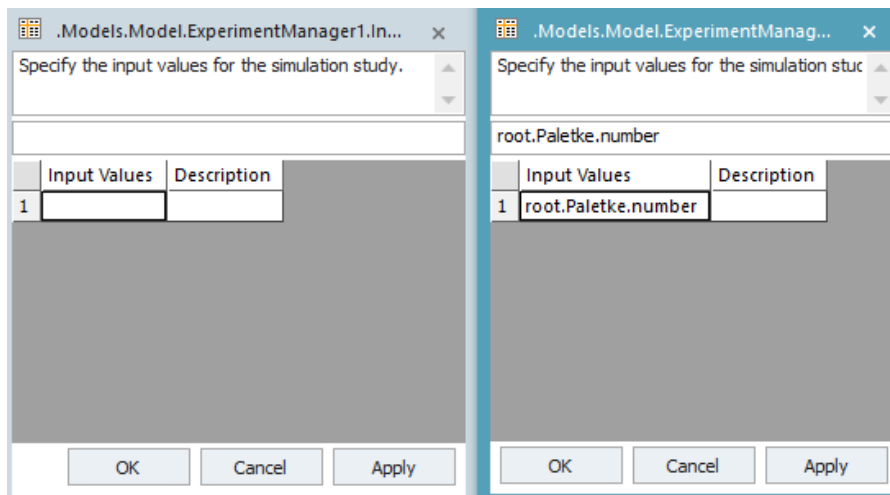 .Models.Model.ExperimentManager1.In...
Specify the input values for the simulation study.
Input Values Description
1
OK Cancel Apply
.Models.Model.ExperimentManag...
Specify the input values for the simulation stuc
root.Paletke.number
Input Values Description
1 root.Paletke.number
OK Cancel Apply